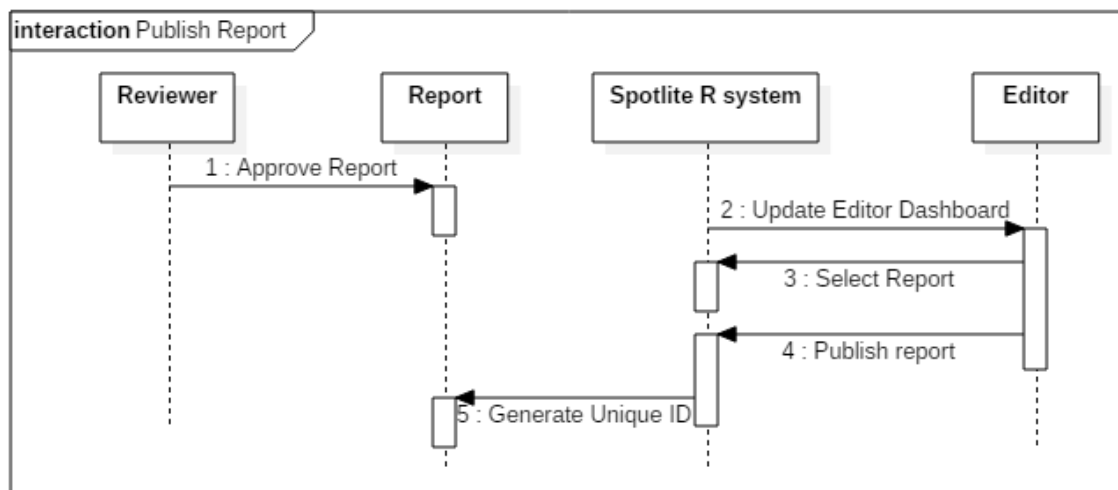 interaction Publish Report
Reviewer
Report
Spotlite R system
Editor
1 : Approve Report
2 : Update Editor Dashboard
3 : Select Report
4 : Publish report
5 : Generate Unique ID